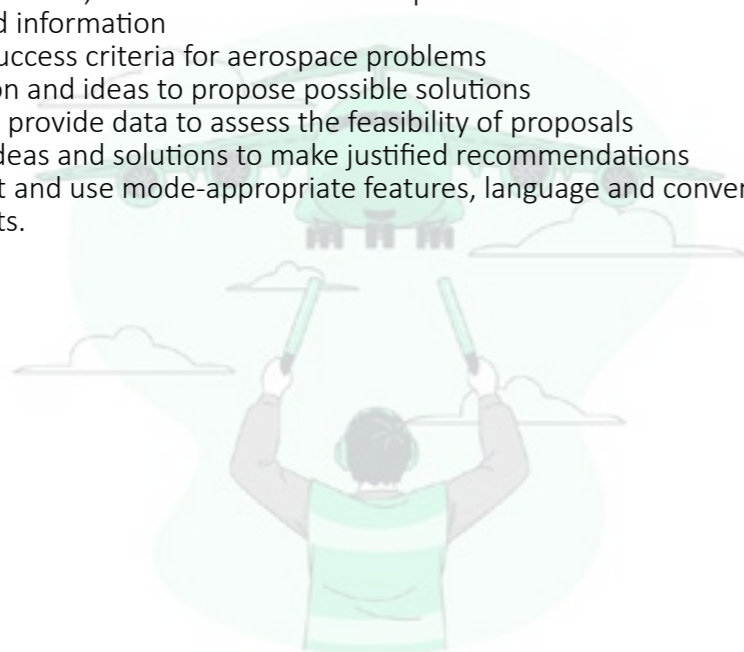 d information
uccess criteria for aerospace problems
on and ideas to propose possible solutions
provide data to assess the feasibility of proposals
deas and solutions to make justified recommendations
t and use mode-appropriate features, language and conven
ts.